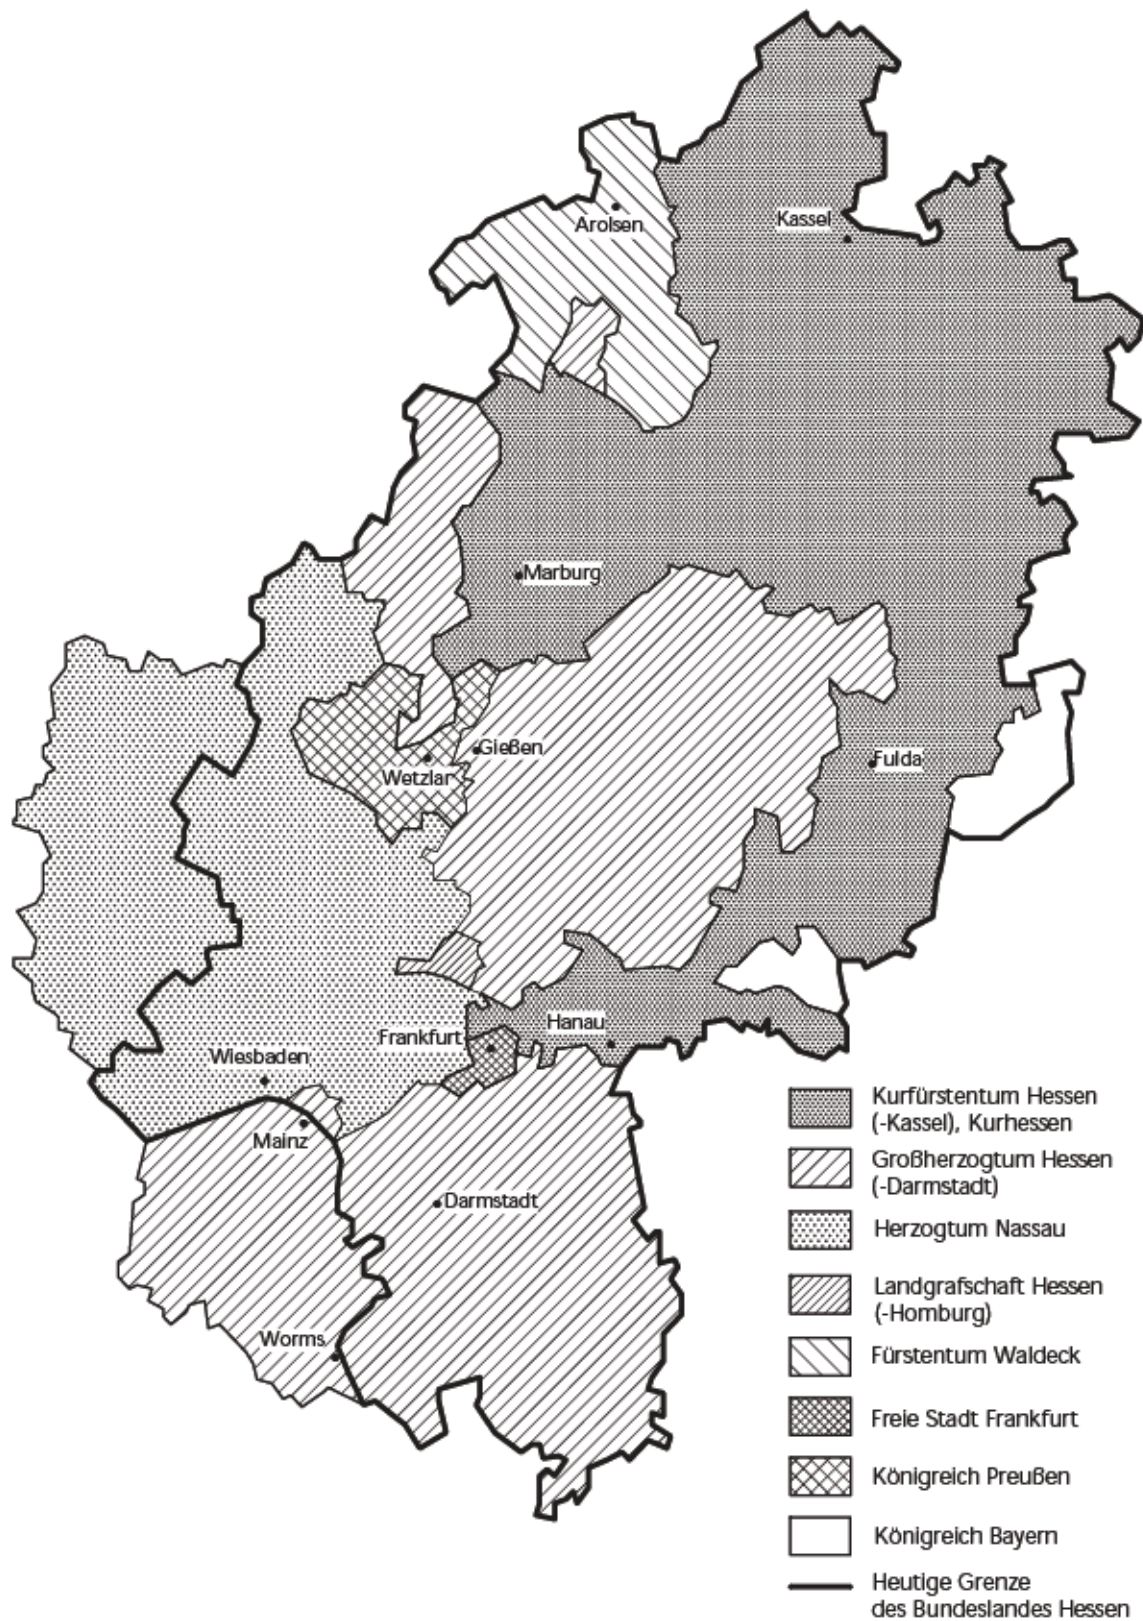 Arolsen
Kassel
Marburg
Gießen
Wetzlar
Fulda
Frankfurt
Hanau
Wiesbaden
Mainz
Darmstadt
Worms
Kurfürstentum Hessen
(-Kassel), Kurhessen
Großherzogtum Hessen
(-Darmstadt)
Herzogtum Nassau
Landgrafschaft Hessen
(-Homburg)
Fürstentum Waldeck
Freie Stadt Frankfurt
Königreich Preußen
Königreich Bayern
Heutige Grenze
des Bundeslandes Hessen